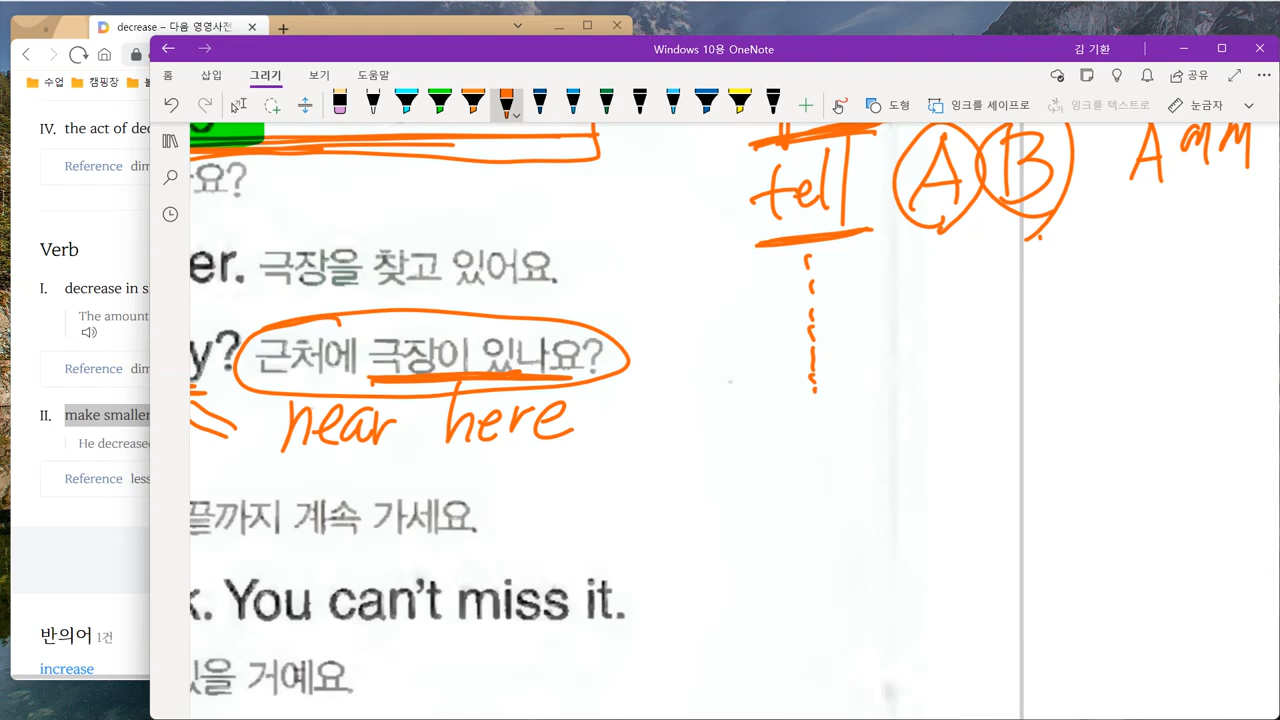 decrease – 다음 영영사전
수업
캠핑장
Windows 10용 OneNote
김 기환
홈 삽입 그리기 보기 도움말
공유
도형
잉크를 셰이프로
잉크를 텍스트로
눈금자
IV. the act of dec
Reference dim
Verb
I. decrease in s
The amount
Reference dim
II. make smaller
He decreased
Reference less
반의어 1건
increase
요?
er. 극장을 찾고 있어요.
y? 근처에 극장이 있나요?
near here
끝까지 계속 가세요.
k. You can't miss it.
있을 거예요.
tell A B
A